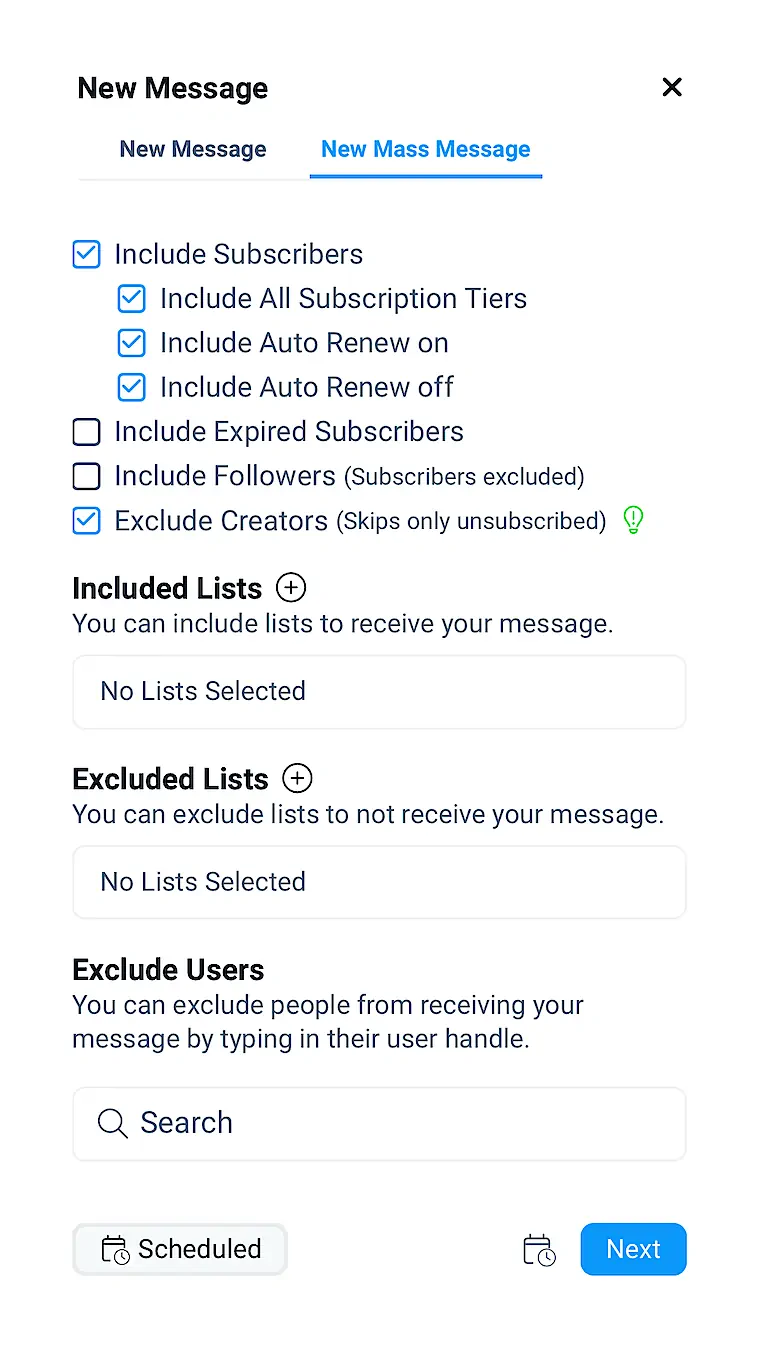 New Message
New Message New Mass Message
Include Subscribers
Include All Subscription Tiers
Include Auto Renew on
Include Auto Renew off
Include Expired Subscribers
Include Followers (Subscribers excluded)
Exclude Creators (Skips only unsubscribed)
Included Lists
You can include lists to receive your message.
No Lists Selected
Excluded Lists
You can exclude lists to not receive your message.
No Lists Selected
Exclude Users
You can exclude people from receiving your
message by typing in their user handle.
Search
Scheduled Next